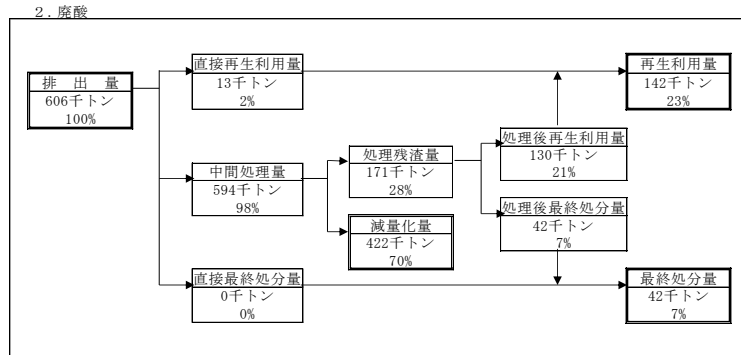 2．廃酸
排　出　量
606千トン
100%
直接再生利用量
13千トン
2%
再生利用量
142千トン
23%
中間処理量
594千トン
98%
処理残渣量
171千トン
28%
処理後再生利用量
130千トン
21%
減量化量
422千トン
70%
処理後最終処分量
42千トン
7%
直接最終処分量
0千トン
0%
最終処分量
42千トン
7%